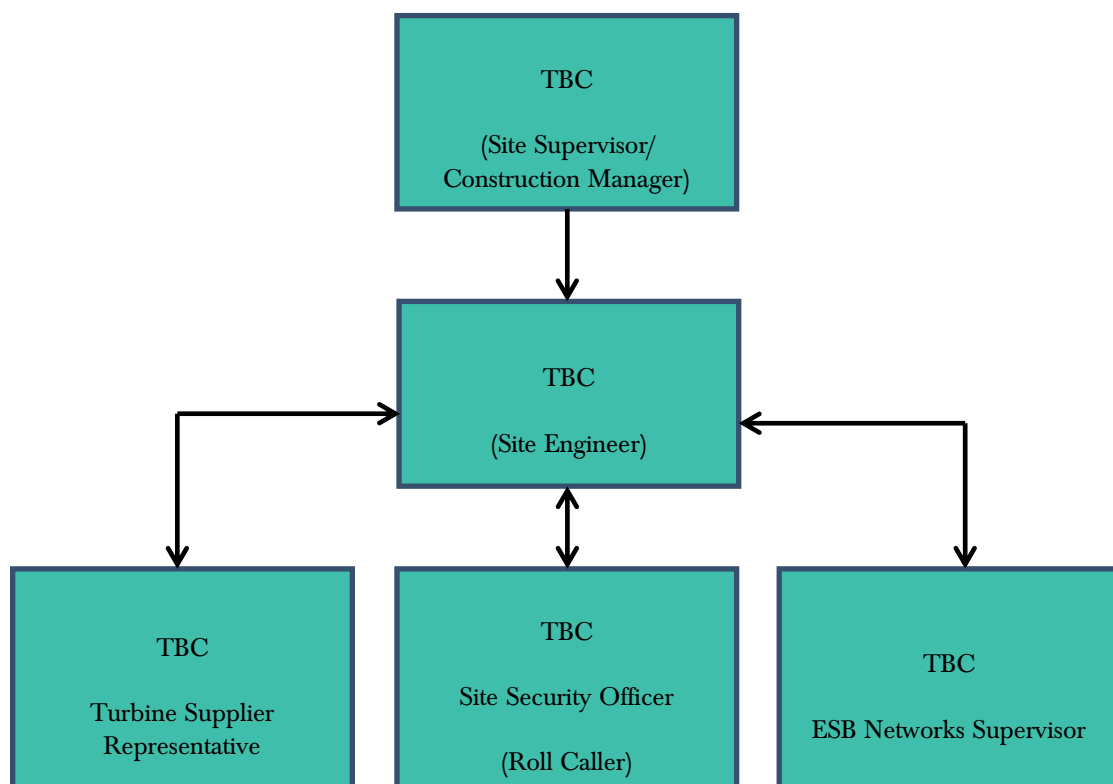 TBC
(Site Supervisor/
Construction Manager)
TBC
(Site Engineer)
TBC
Turbine Supplier
Representative
TBC
Site Security Officer
(Roll Caller)
TBC
ESB Networks Supervisor